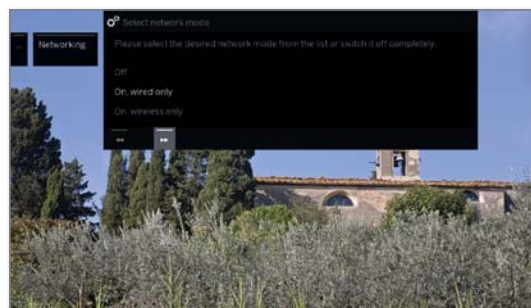 Select network mode
... Networking
Please select the desired network mode from the list or switch it off completely.
Off
On, wired only
On, wireless only